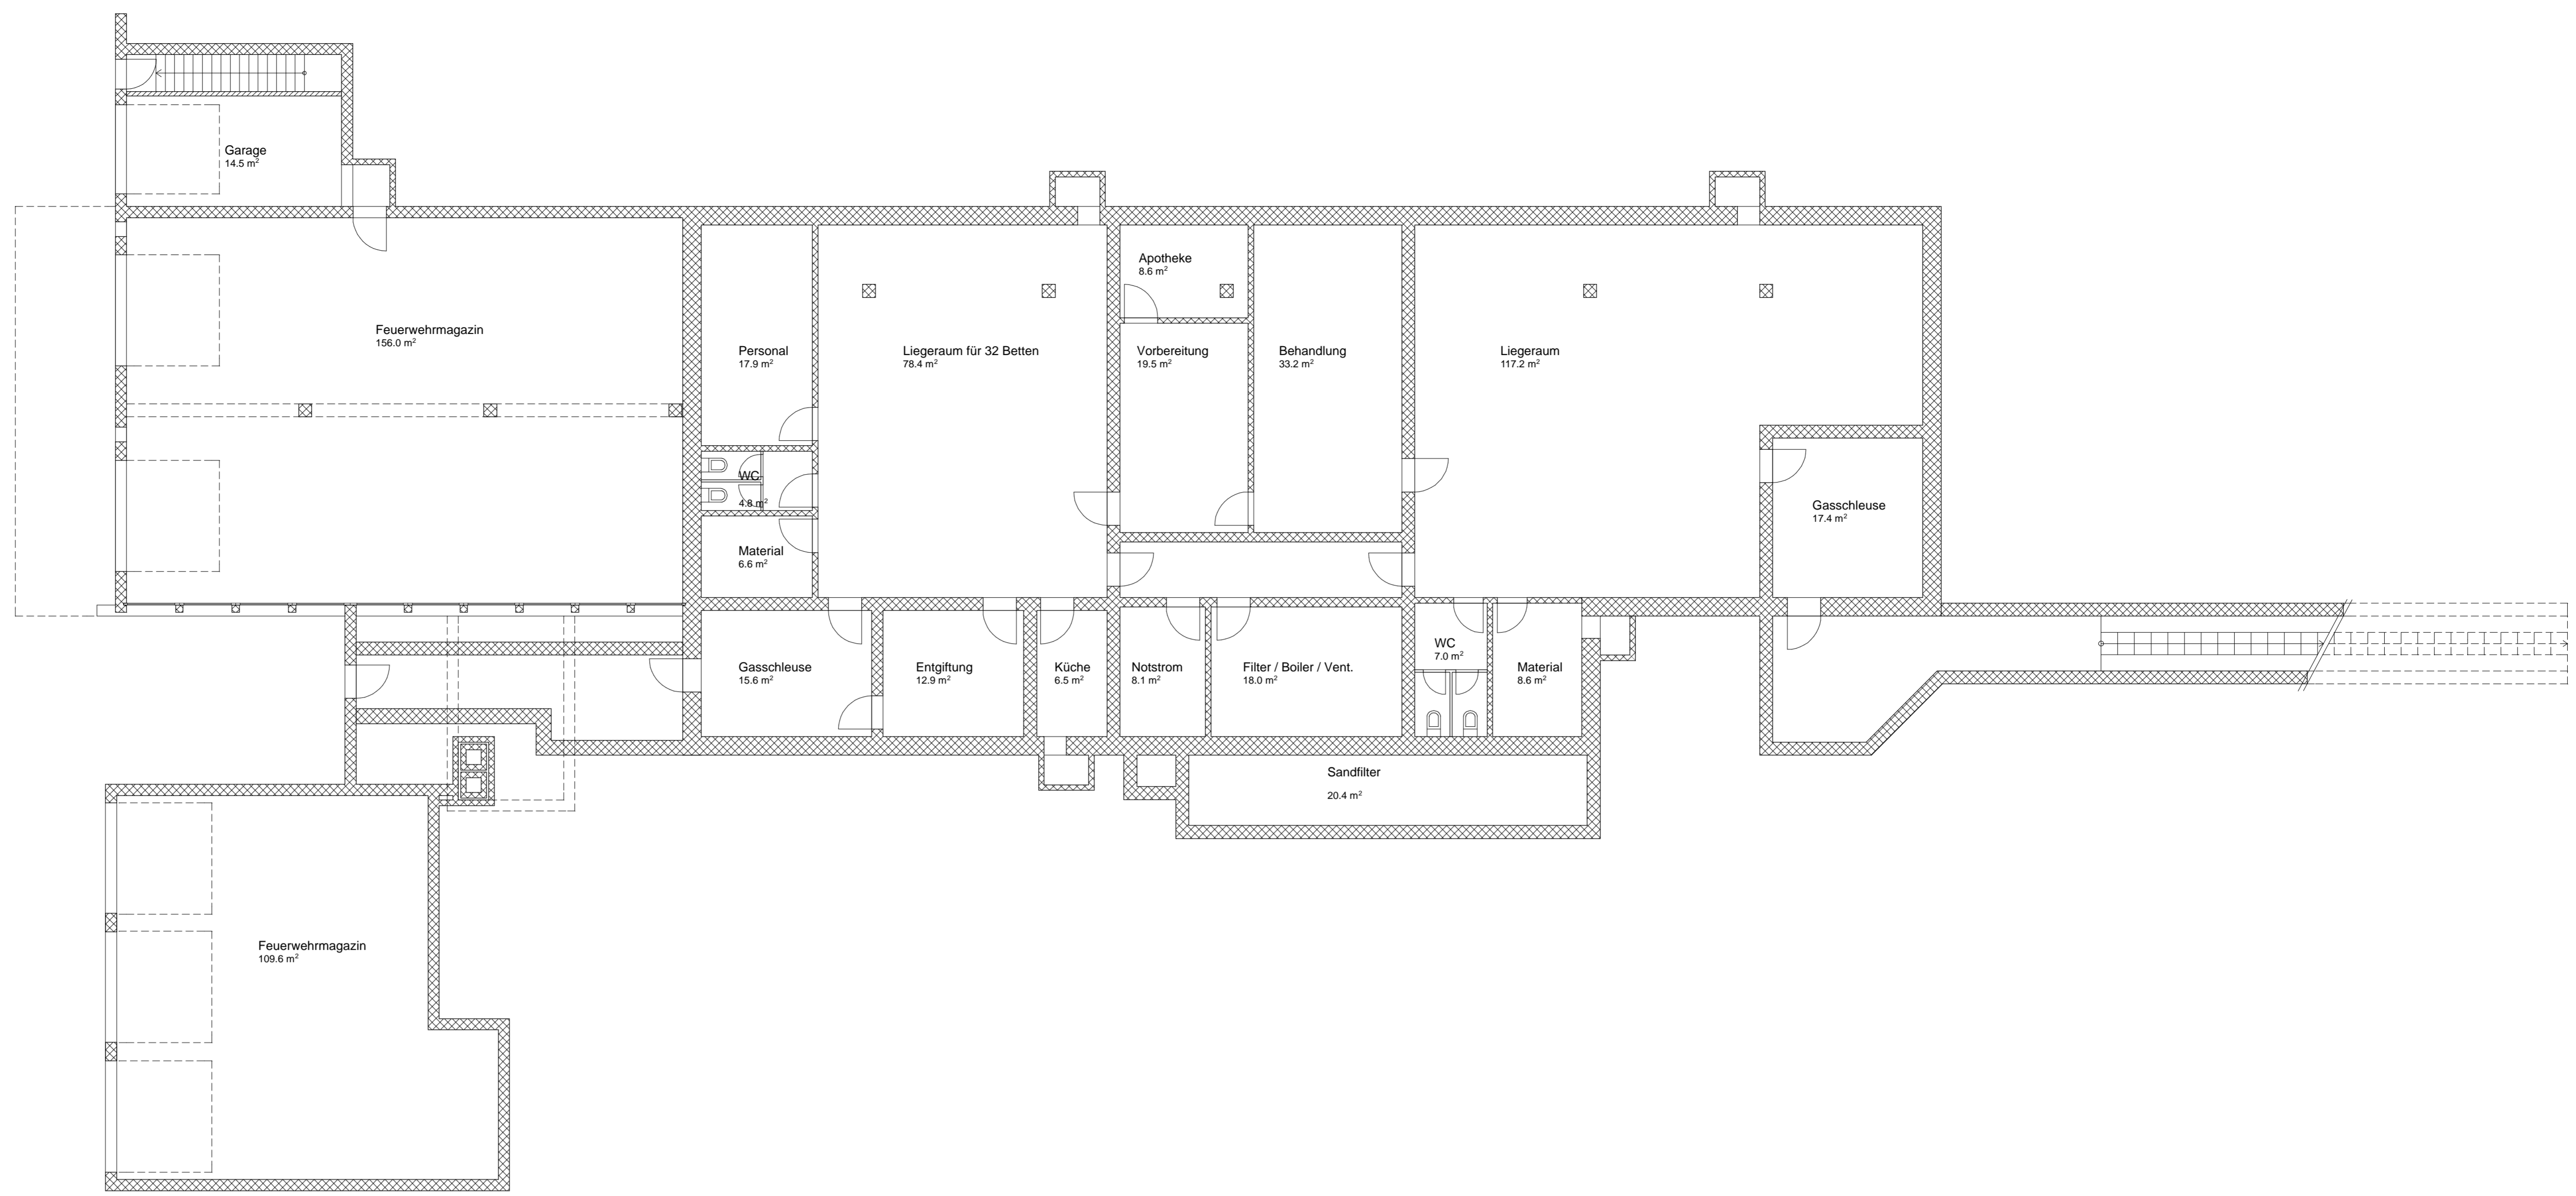 Garage
14.5 m²
Feuerwehrmagazin
156.0 m²
Personal
17.9 m²
Liegeraum für 32 Betten
78.4 m²
Apotheke
8.6 m²
Vorbereitung
19.5 m²
Behandlung
33.2 m²
Liegeraum
117.2 m²
WC
4.8 m²
Material
6.6 m²
Gasschleuse
17.4 m²
Gasschleuse
15.6 m²
Entgiftung
12.9 m²
Küche
6.5 m²
Notstrom
8.1 m²
Filter / Boiler / Vent.
18.0 m²
WC
7.0 m²
Material
8.6 m²
Sandfilter
20.4 m²
Feuerwehrmagazin
109.6 m²